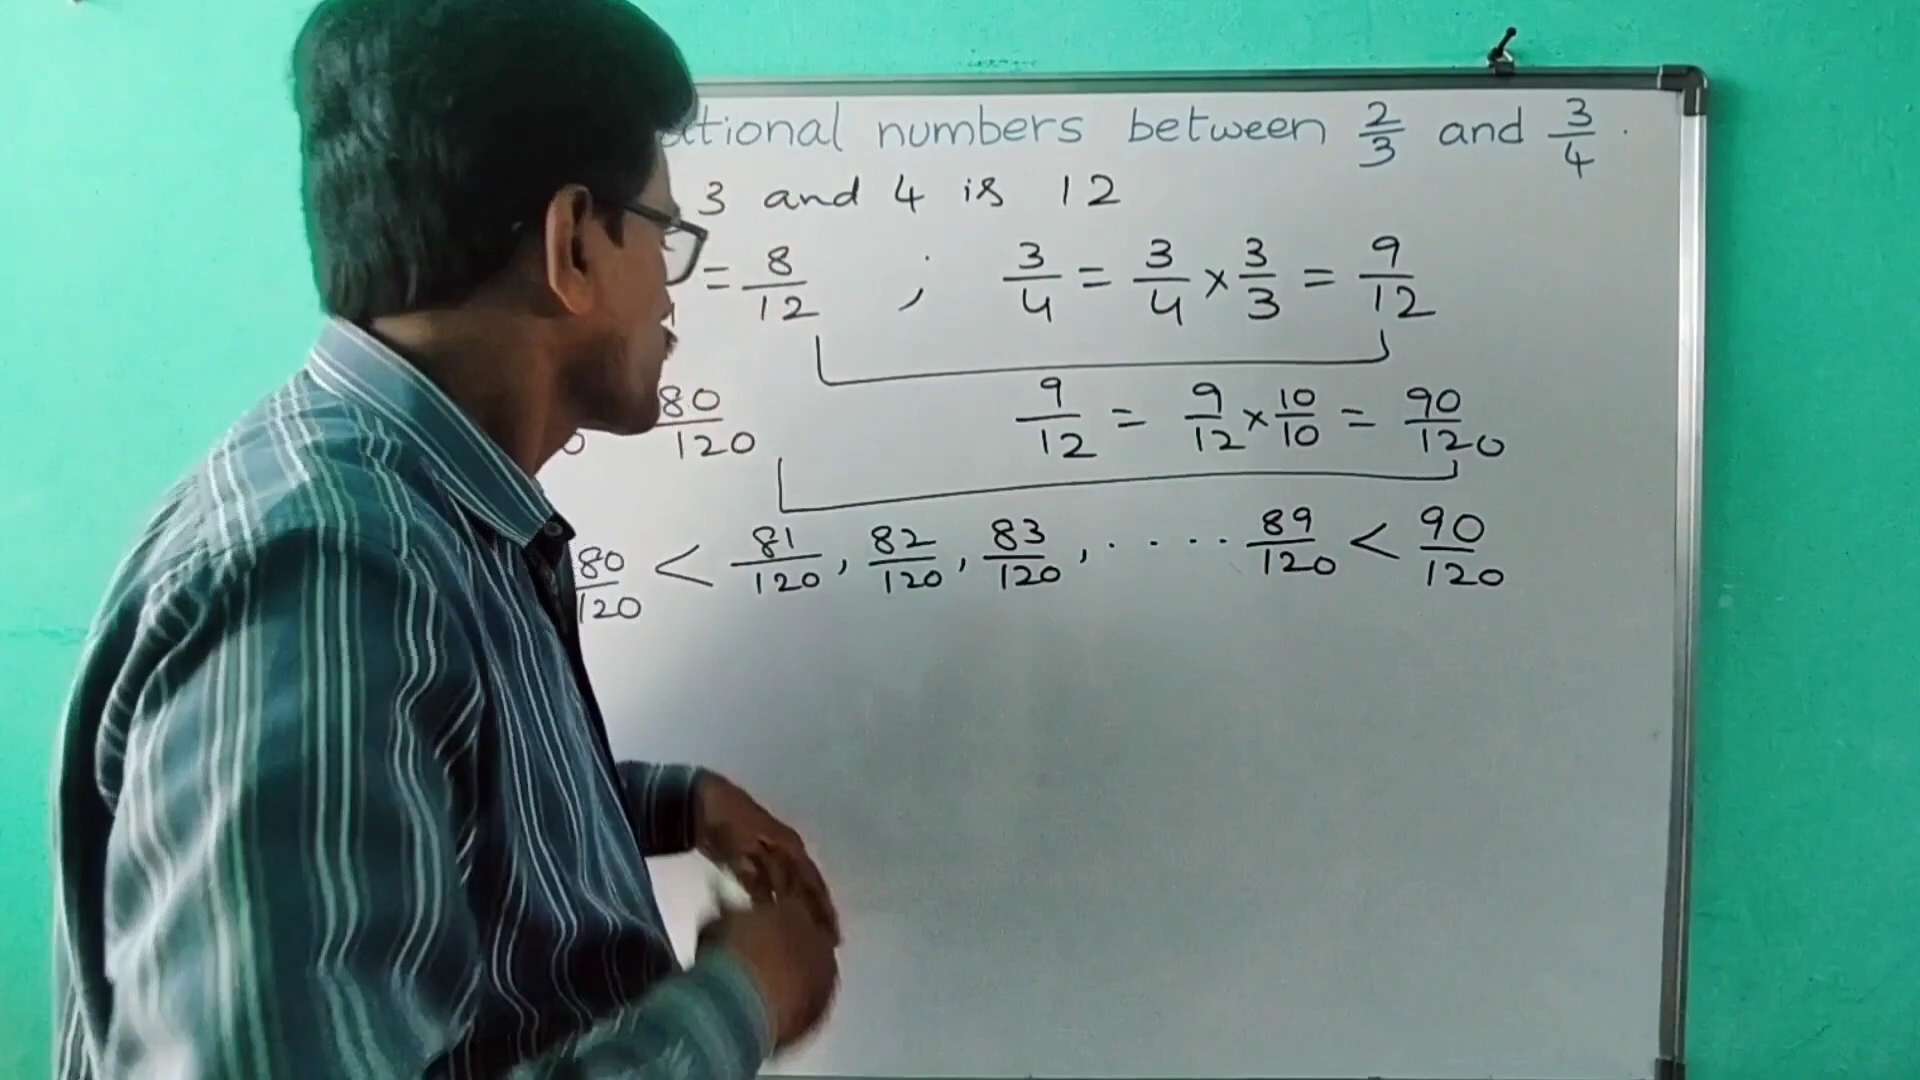 numbers between 2/3 and 3/4.
3 and 4 is 12
= 8/12 ; 3/4 = 3/4 × 3/3 = 9/12
80/120 9/12 = 9/12 × 10/10 = 90/120
80/120 < 81/120, 82/120, 83/120, ..... 89/120 < 90/120